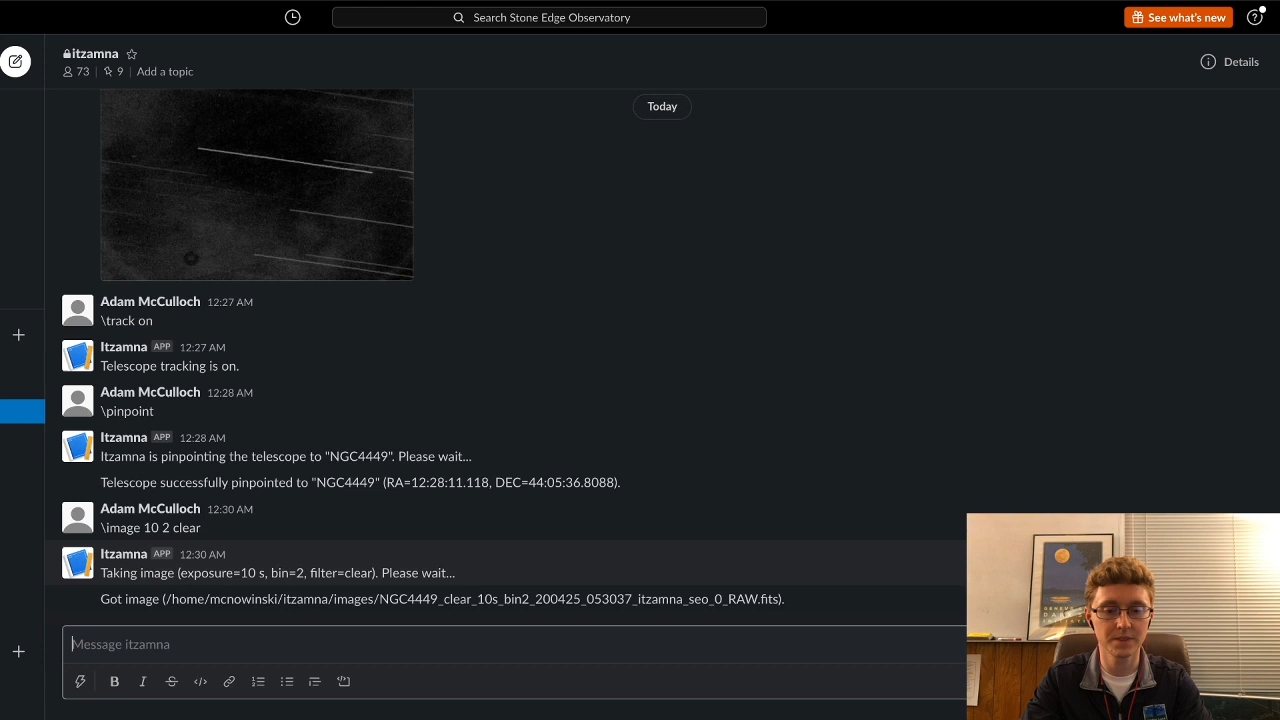 Search Stone Edge Observatory
See what's new
itzamna
73 | 9 | Add a topic
Details
Today
Adam McCulloch 12:27 AM
\track on
Itzamna APP 12:27 AM
Telescope tracking is on.
Adam McCulloch 12:28 AM
\pinpoint
Itzamna APP 12:28 AM
Itzamna is pinpointing the telescope to "NGC4449". Please wait...
Telescope successfully pinpointed to "NGC4449" (RA=12:28:11.118, DEC=44:05:36.8088).
Adam McCulloch 12:30 AM
\image 10 2 clear
Itzamna APP 12:30 AM
Taking image (exposure=10 s, bin=2, filter=clear). Please wait...
Got image (/home/mcnowinski/itzamna/images/NGC4449_clear_10s_bin2_200425_053037_itzamna_seo_0_RAW.fits).
Message itzamna